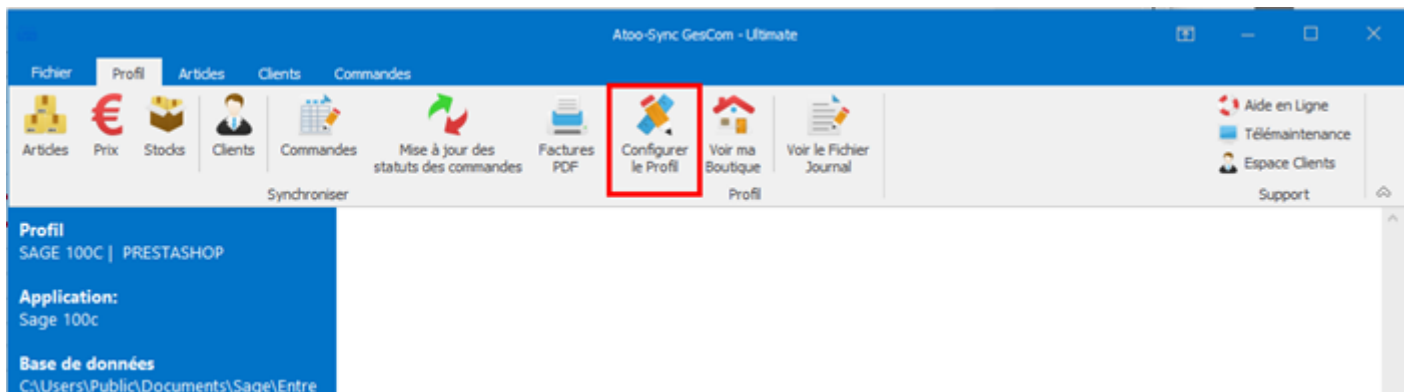 Atoo-Sync GesCom - Ultimate
Fichier
Profil
Articles
Clients
Commandes
Articles
Prix
Stocks
Clients
Commandes
Mise à jour des
statuts des commandes
Factures
PDF
Configurer
le Profil
Voir ma
Boutique
Voir le Fichier
Journal
Aide en Ligne
Télémaintenance
Espace Clients
Synchroniser
Profil
Support
Profil
SAGE 100C | PRESTASHOP
Application:
Sage 100c
Base de données
C:\Users\Public\Documents\Sage\Entre